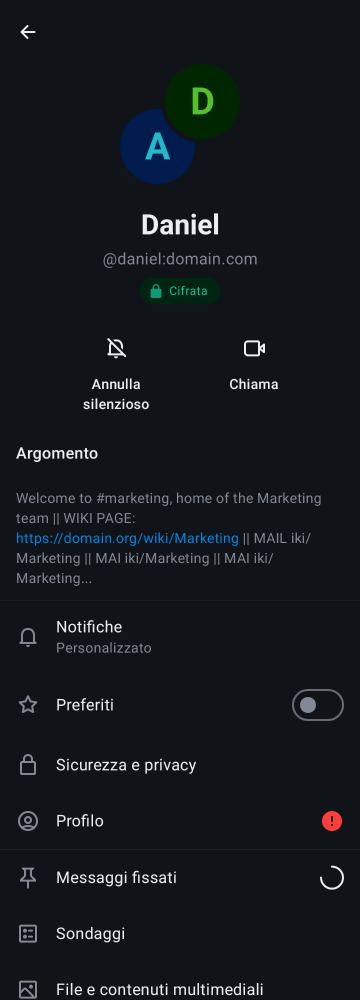 D
A
Daniel
@daniel:domain.com
Cifrata
Annulla
silenzioso
Chiama
Argomento
Welcome to #marketing, home of the Marketing
team || WIKI PAGE:
https://domain.org/wiki/Marketing || MAIL iki/
Marketing || MAI iki/Marketing || MAI iki/
Marketing...
Notifiche
Personalizzato
Preferiti
Sicurezza e privacy
Profilo
Messaggi fissati
Sondaggi
File e contenuti multimediali